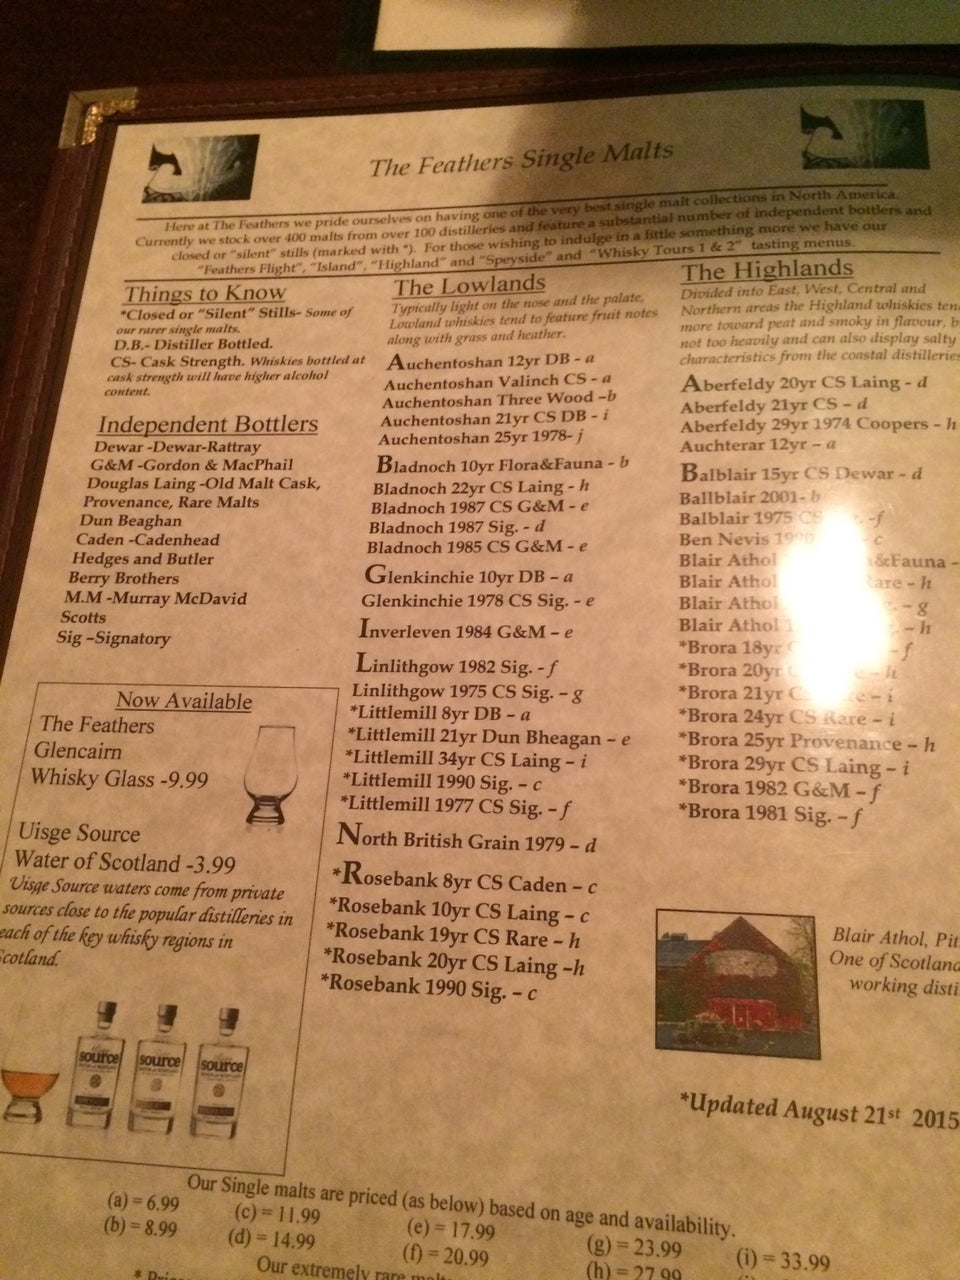 The Feathers Single Malts
Here at The Feathers we pride ourselves on having one of the very best single malt collections in North America.
Currently we stock over 400 malts from over 100 distilleries and feature a substantial number of independent bottlers and
closed or "silent" stills (marked with *). For those wishing to indulge in a little something more we have our
"Feathers Flight", "Island", "Highland" and "Speyside" and "Whisky Tours 1 & 2" tasting menus.
Things to Know
*Closed or "Silent" Stills- Some of
our rarer single malts.
D.B.- Distiller Bottled.
CS- Cask Strength. Whiskies bottled at
cask strength will have higher alcohol
content.
Independent Bottlers
Dewar -Dewar-Rattray
G&M -Gordon & MacPhail
Douglas Laing -Old Malt Cask,
Provenance, Rare Malts
Dun Beaghan
Caden -Cadenhead
Hedges and Butler
Berry Brothers
M.M -Murray McDavid
Scotts
Sig –Signatory
Now Available
The Feathers
Glencairn
Whisky Glass -9.99
Uisge Source
Water of Scotland -3.99
Uisge Source waters come from private
sources close to the popular distilleries in
each of the key whisky regions in
Scotland.
source
source
source
The Lowlands
Typically light on the nose and the palate,
Lowland whiskies tend to feature fruit notes
along with grass and heather.
Auchentoshan 12yr DB - a
Auchentoshan Valinch CS - a
Auchentoshan Three Wood –b
Auchentoshan 21yr CS DB - i
Auchentoshan 25yr 1978- j
Bladnoch 10yr Flora&Fauna - b
Bladnoch 22yr CS Laing - h
Bladnoch 1987 CS G&M - e
Bladnoch 1987 Sig. - d
Bladnoch 1985 CS G&M - e
Glenkinchie 10yr DB – a
Glenkinchie 1978 CS Sig. - e
Inverleven 1984 G&M – e
Linlithgow 1982 Sig. - f
Linlithgow 1975 CS Sig. - g
*Littlemill 8yr DB – a
*Littlemill 21yr Dun Bheagan – e
*Littlemill 34yr CS Laing – i
*Littlemill 1990 Sig. – c
*Littlemill 1977 CS Sig. – f
North British Grain 1979 – d
*Rosebank 8yr CS Caden – c
*Rosebank 10yr CS Laing – c
*Rosebank 19yr CS Rare – h
*Rosebank 20yr CS Laing –h
*Rosebank 1990 Sig. – c
The Highlands
Divided into East, West, Central and
Northern areas the Highland whiskies
more toward peat and smoky in flavour,
not too heavily and can also display salty
characteristics from the coastal distilleries
Aberfeldy 20yr CS Laing - d
Aberfeldy 21yr CS – d
Aberfeldy 29yr 1974 Coopers - h
Auchterar 12yr – a
Balblair 15yr CS Dewar - d
Ballblair 2001- b
Balblair 1975 CS -f
Ben Nevis 1990 - c
Blair Athol &Fauna -
Blair Athol Rare – h
Blair Athol – g
Blair Athol – h
*Brora 18yr – f
*Brora 20yr – h
*Brora 21yr – i
*Brora 24yr CS Rare – i
*Brora 25yr Provenance – h
*Brora 29yr CS Laing – i
*Brora 1982 G&M – f
*Brora 1981 Sig. – f
Blair Athol,
One of
working
*Updated August 21st 2015
Our Single malts are priced (as below) based on age and availability.
(a) = 6.99 (c) = 11.99 (e) = 17.99 (g) = 23.99 (i) = 33.99
(b) = 8.99 (d) = 14.99 (f) = 20.99 (h) = 27.99
Our extremely rare